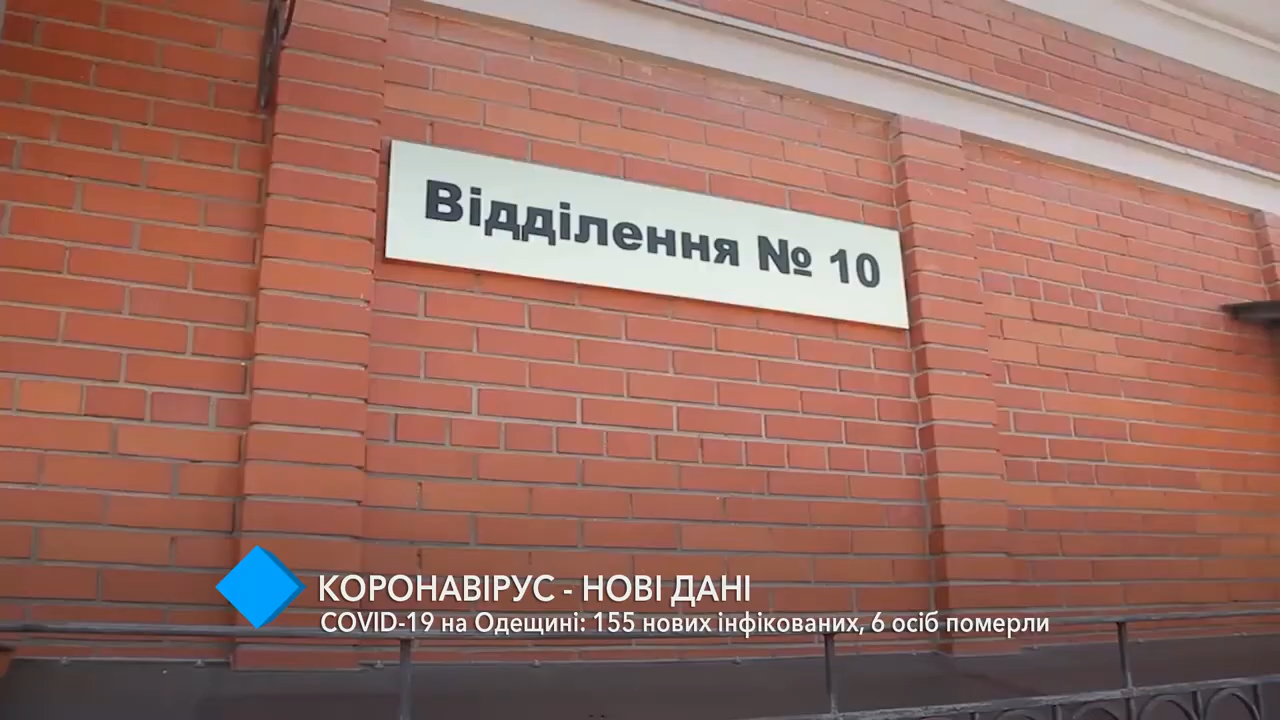 Відділення № 10
КОРОНАВІРУС - НОВІ ДАНІ
COVID-19 на Одещині: 155 нових інфікованих, 6 осіб померли